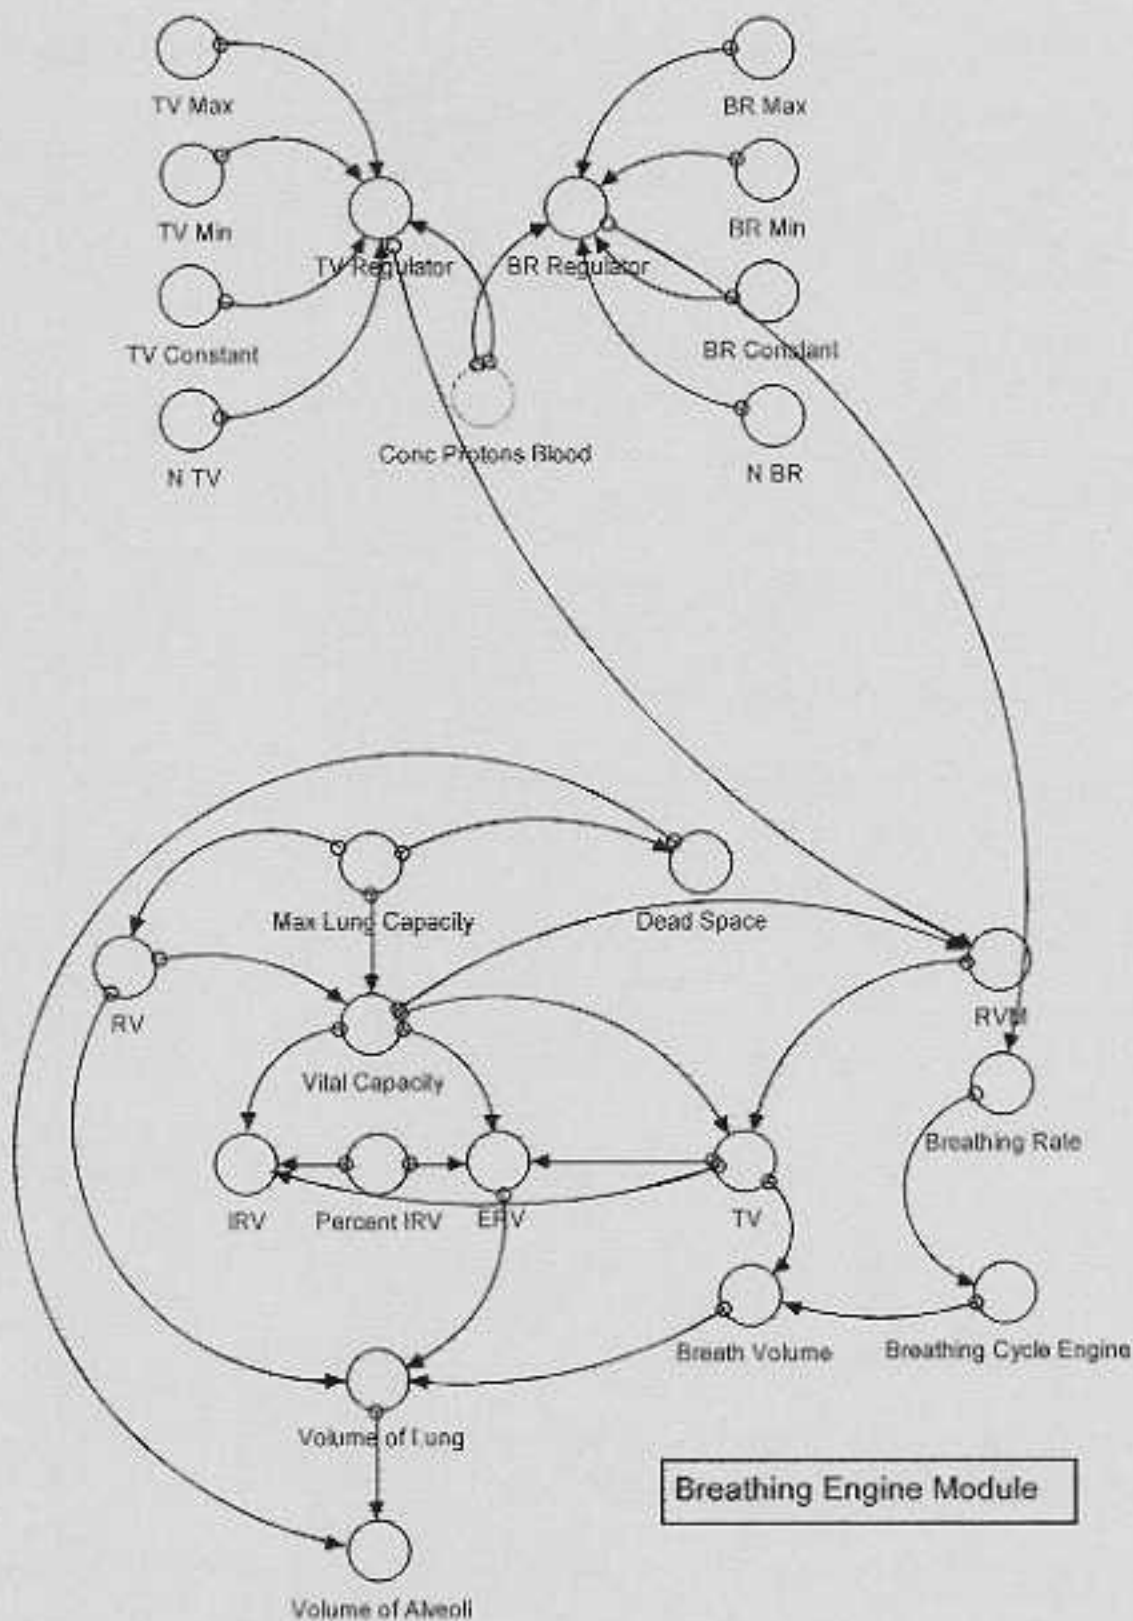 TV Max
BR Max
TV Min
BR Min
TV Regulator
BR Regulator
TV Constant
BR Constant
Conc Protons Blood
N TV
N BR
Max Lung Capacity
Dead Space
RV
RVM
Vital Capacity
Breathing Rate
IRV
Percent IRV
ERV
TV
Breath Volume
Breathing Cycle Engine
Volume of Lung
Breathing Engine Module
Volume of Alveoli